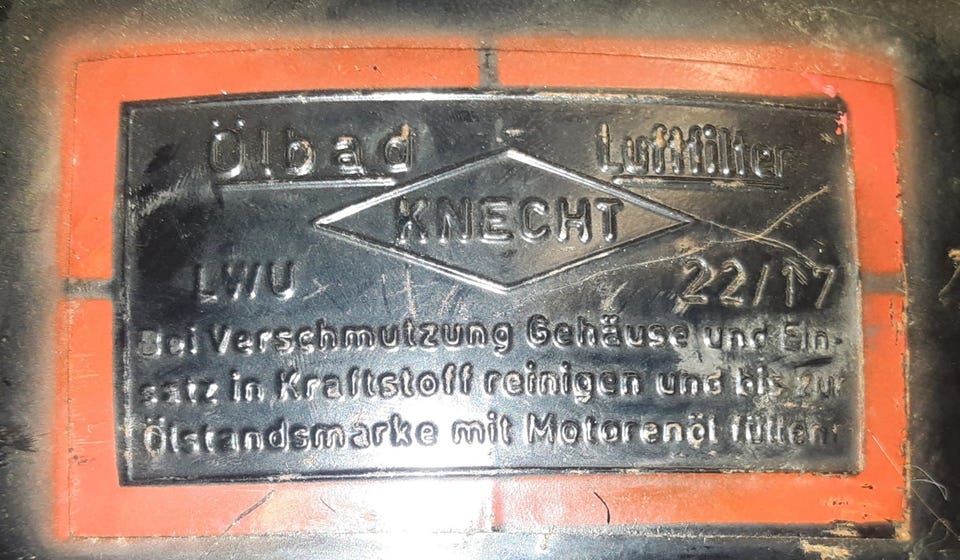 Ölbad - Luftfilter
KNECHT
LWU 22/17
Bei Verschmutzung Gehäuse und Ein-
satz in Kraftstoff reinigen und bis zur
Ölstandsmarke mit Motorenöl füllen.